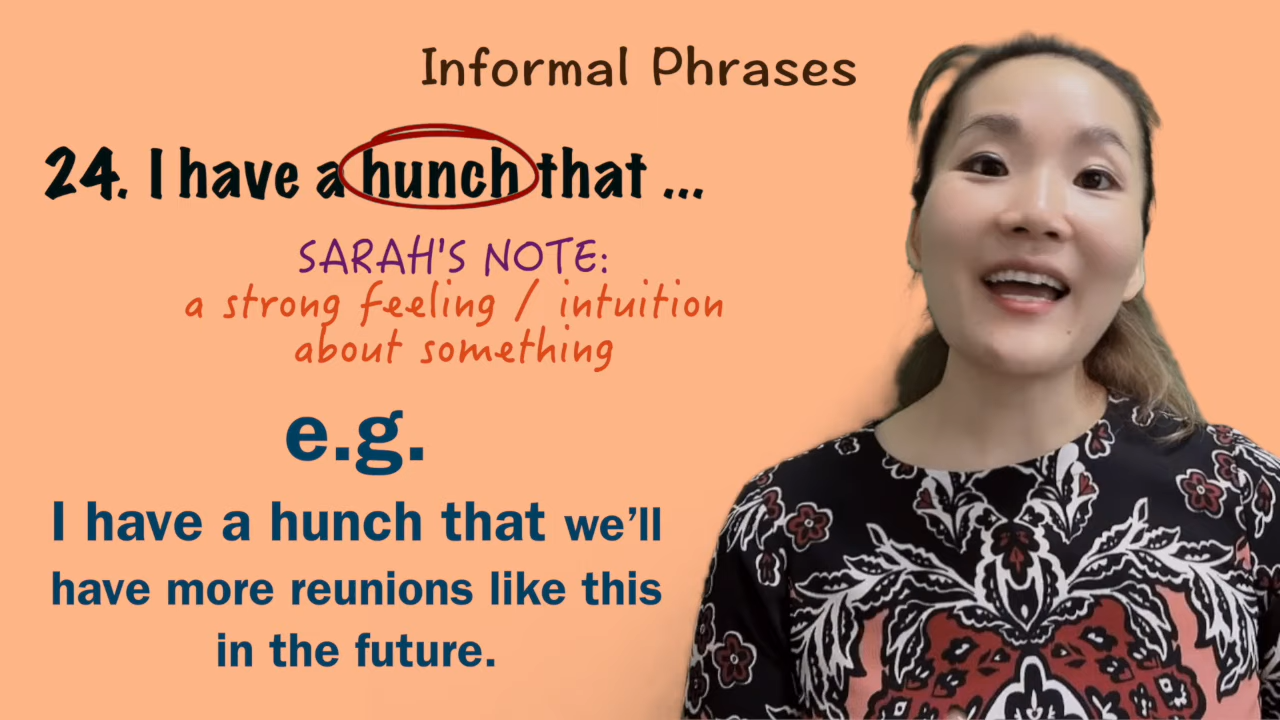 Informal Phrases
24. I have a hunch that ...
SARAH'S NOTE:
a strong feeling / intuition
about something
e.g.
I have a hunch that we’ll
have more reunions like this
in the future.